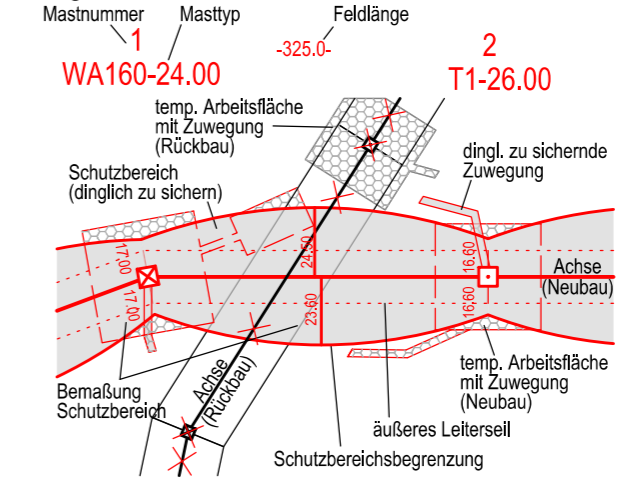 Mastnummer Masttyp Feldlänge
1 -325.0- 2
WA160-24.00 T1-26.00
temp. Arbeitsfläche
mit Zuwegung
(Rückbau)
dingl. zu sichernde
Zuwegung
Schutzbereich
(dinglich zu sichern)
17.00
24.50
16.60
Achse
(Neubau)
17.00
23.60
16.60
temp. Arbeitsfläche
mit Zuwegung
(Neubau)
Bemaßung
Schutzbereich
Achse
(Rückbau)
äußeres Leiterseil
Schutzbereichsbegrenzung